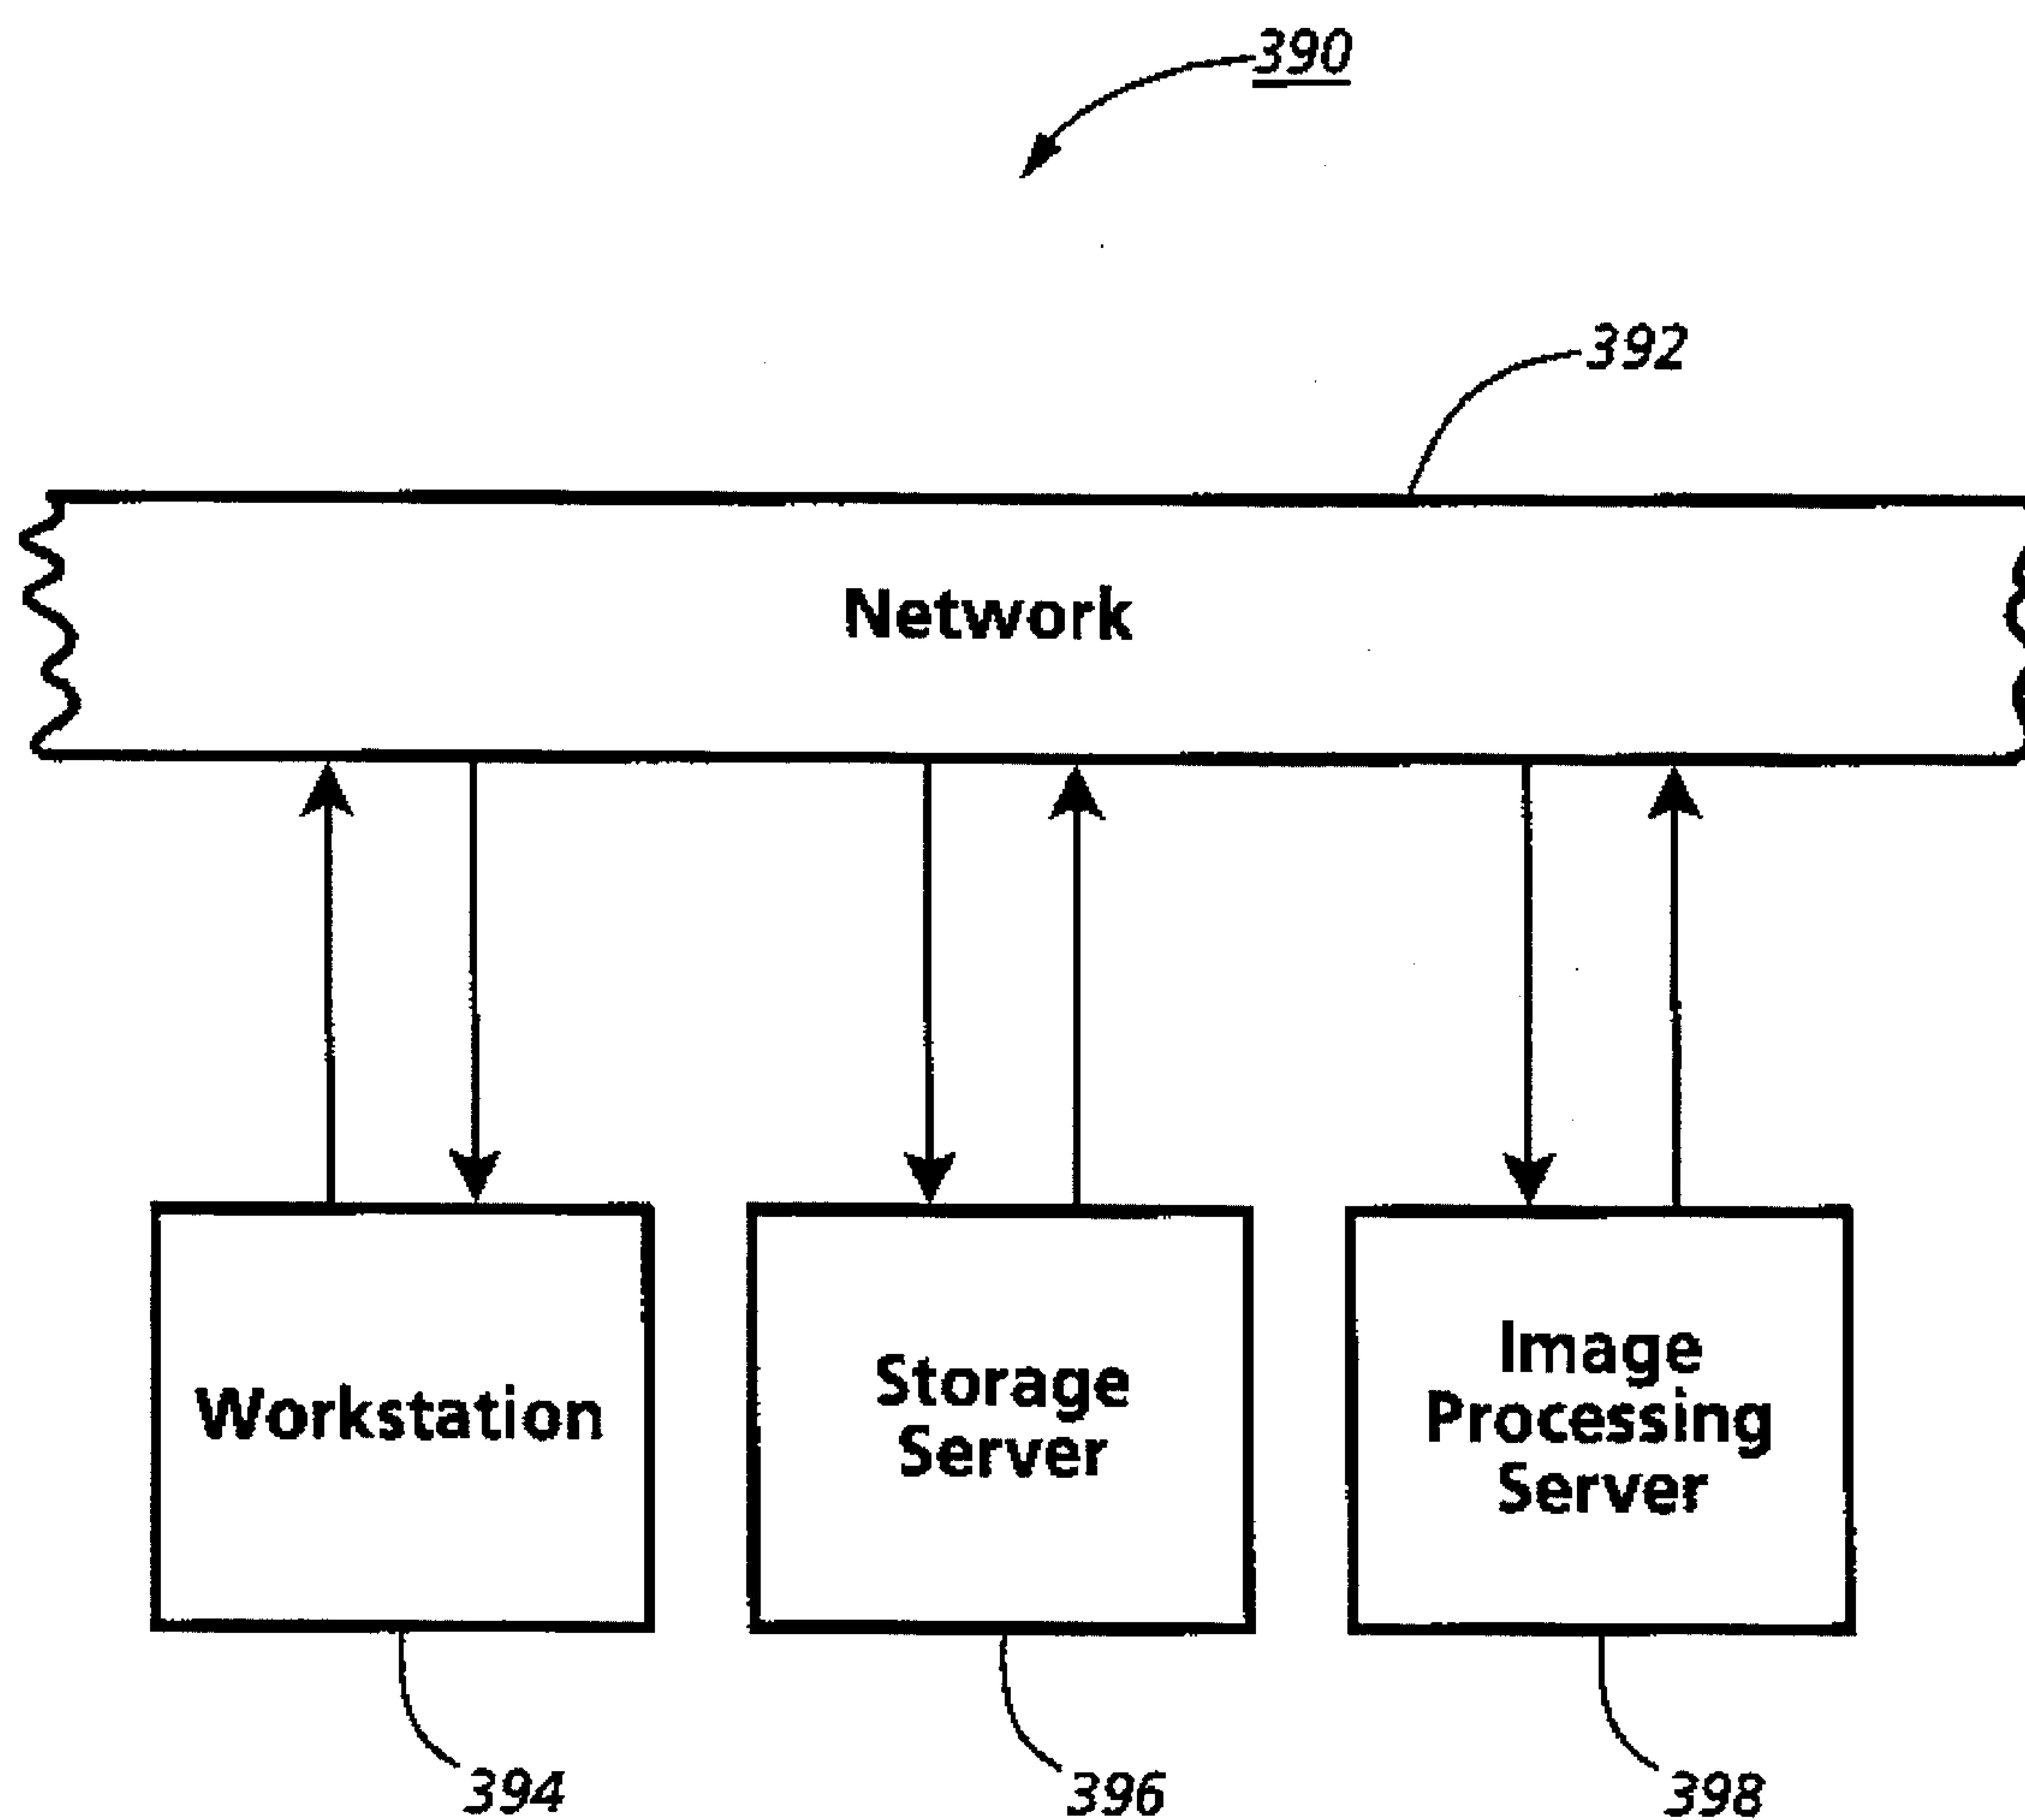 390
392
Network
Workstation
Storage
Server
Image
Processing
Server
394
396
398